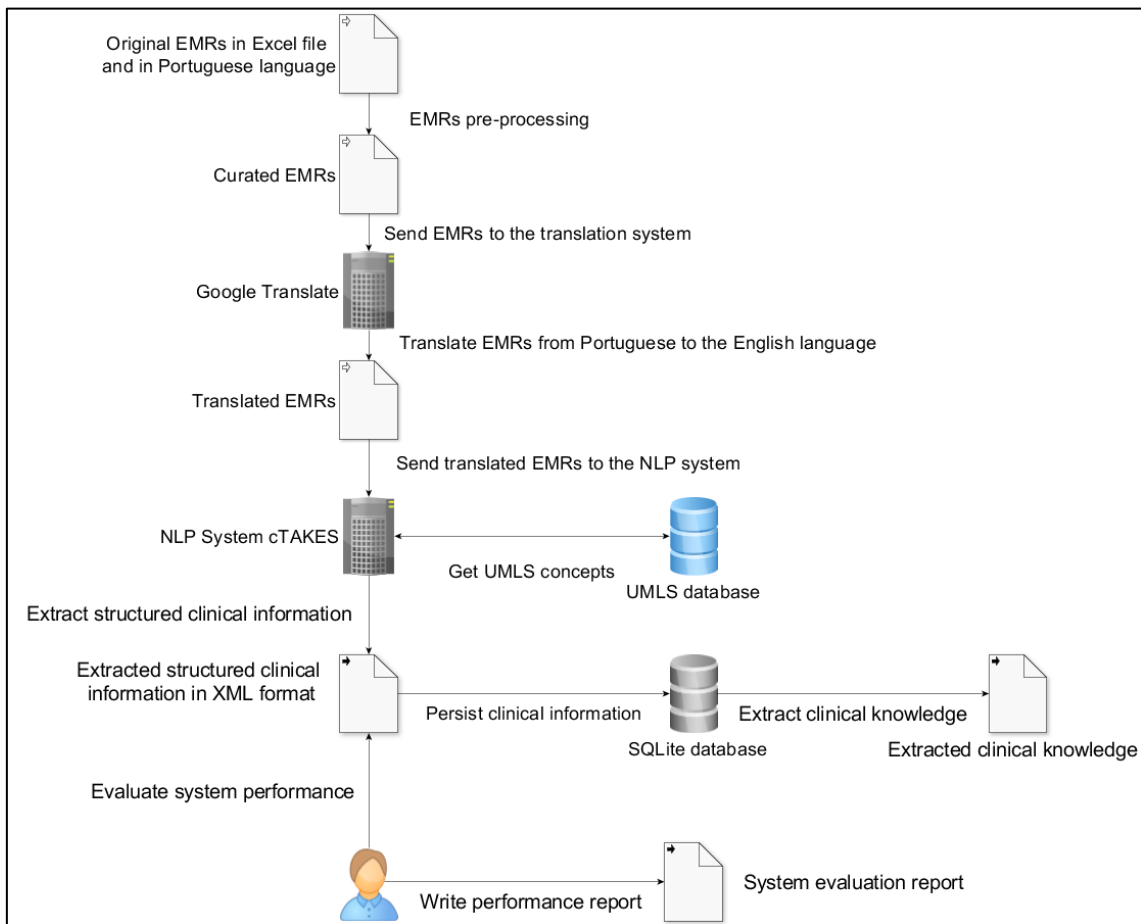 Original EMRs in Excel file
and in Portuguese language
EMRs pre-processing
Curated EMRs
Send EMRs to the translation system
Google Translate
Translate EMRs from Portuguese to the English language
Translated EMRs
Send translated EMRs to the NLP system
NLP System cTAKES
Get UMLS concepts
UMLS database
Extract structured clinical information
Extracted structured clinical
information in XML format
Persist clinical information
SQLite database
Extract clinical knowledge
Extracted clinical knowledge
Evaluate system performance
Write performance report
System evaluation report